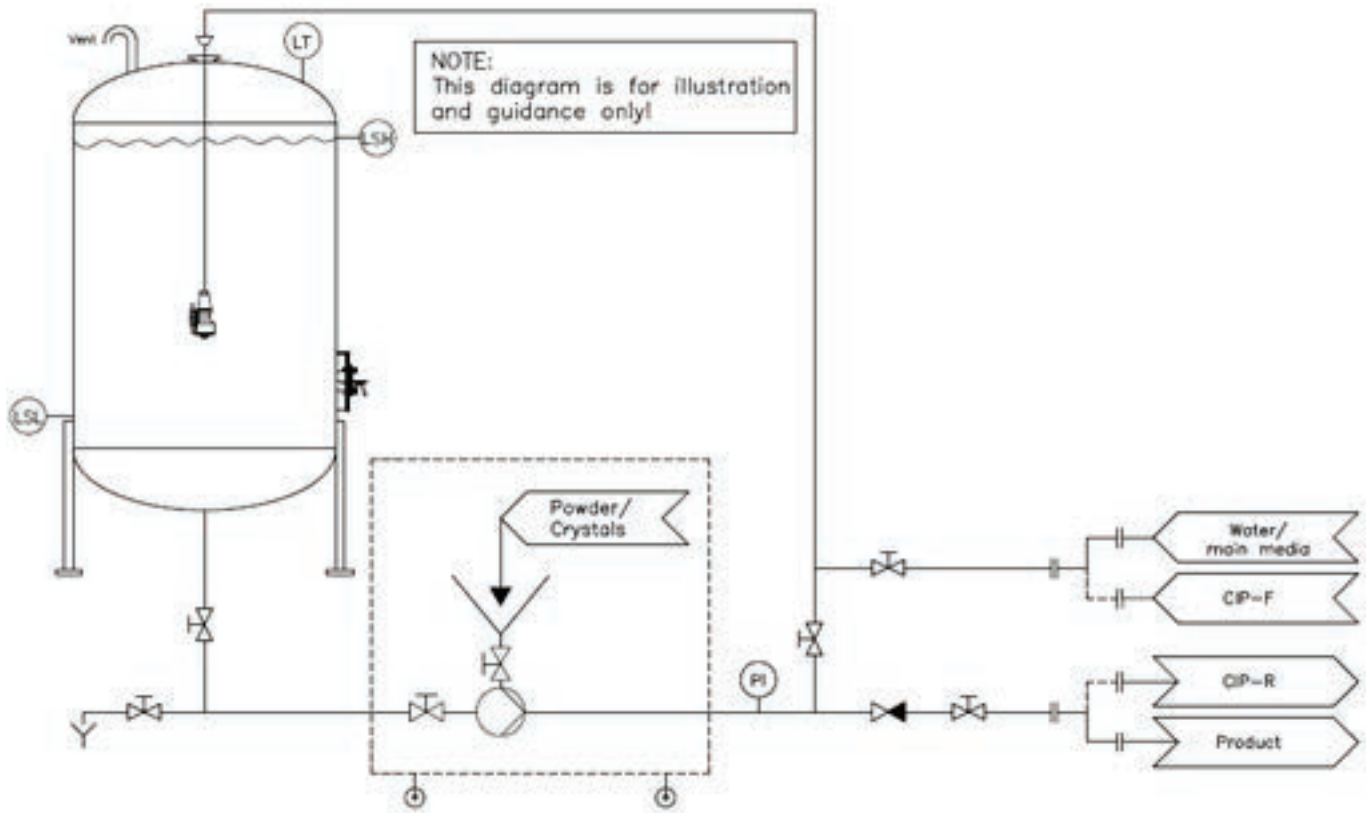 Vent
LT
NOTE:
This diagram is for illustration
and guidance only!
LSH
LSL
Powder/
Crystals
Water/
main media
CIP-F
PI
CIP-R
Product